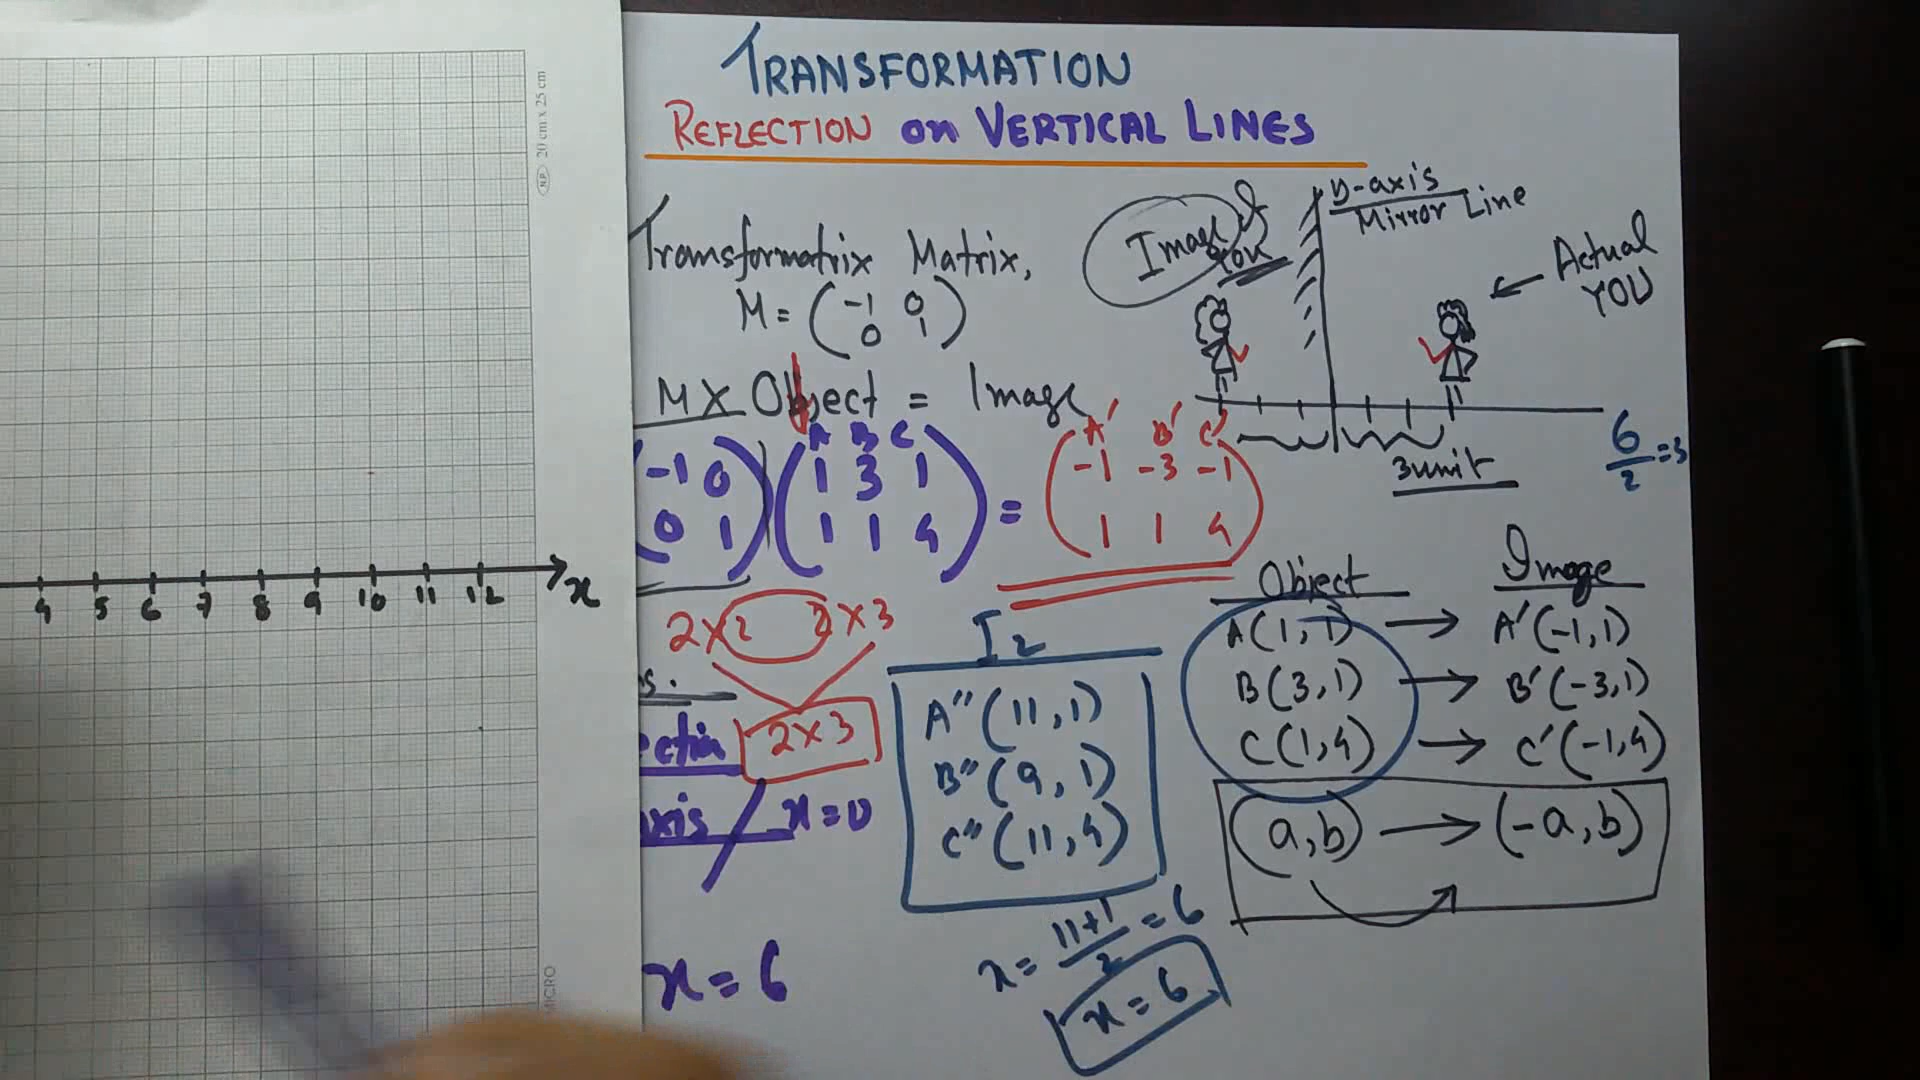 TRANSFORMATION
REFLECTION on VERTICAL LINES
20 cm x 25 cm
y-axis
Mirror Line
Image of
YOU
Actual
YOU
Transformatrix Matrix,
M = ( -1 0
0 1 )
M X Object = Image
A B C
A' B' C'
-1 0 ) ( 1 3 1 ) = ( -1 -3 -1 )
0 1 ) ( 1 1 4 ) ( 1 1 4 )
3unit
6/2 = 3
4 5 6 7 8 9 10 11 12 x
2x2 2x3
2x3
s.
ectin
axis / x=0
x = 6
I2
A"(11,1)
B"(9,1)
C"(11,4)
x = 11+1/2 = 6
x = 6
Object Image
A(1,1) → A'(-1,1)
B(3,1) → B'(-3,1)
C(1,4) → C'(-1,4)
(a,b) → (-a,b)